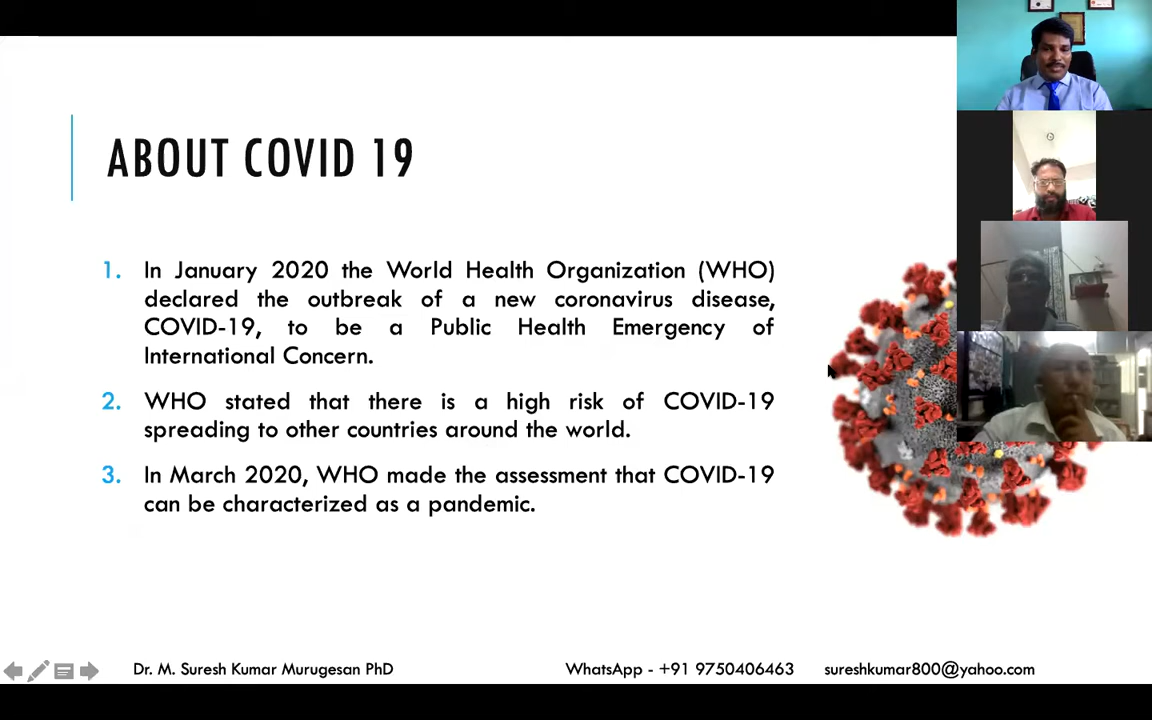 ABOUT COVID 19
1. In January 2020 the World Health Organization (WHO)
declared the outbreak of a new coronavirus disease,
COVID-19, to be a Public Health Emergency of
International Concern.
2. WHO stated that there is a high risk of COVID-19
spreading to other countries around the world.
3. In March 2020, WHO made the assessment that COVID-19
can be characterized as a pandemic.
Dr. M. Suresh Kumar Murugesan PhD WhatsApp - +91 9750406463 sureshkumar800@yahoo.com